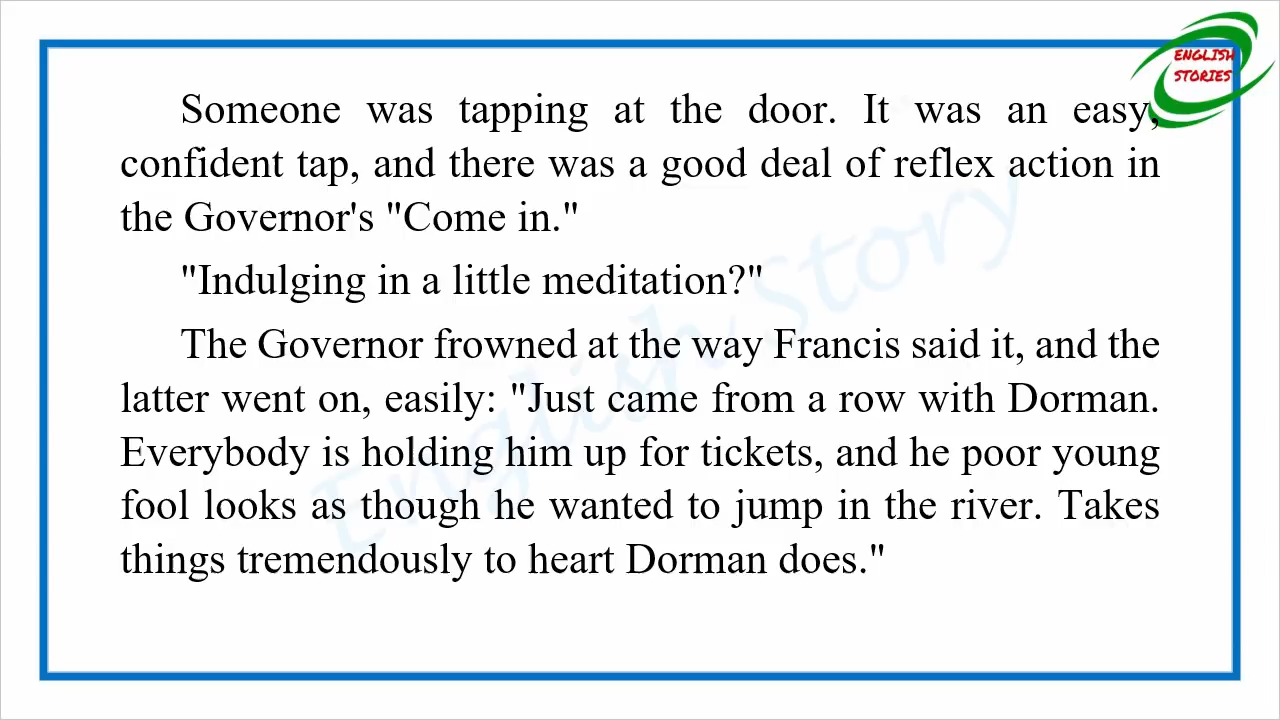 ENGLISH
STORIES
Someone was tapping at the door. It was an easy,
confident tap, and there was a good deal of reflex action in
the Governor's "Come in."
"Indulging in a little meditation?"
The Governor frowned at the way Francis said it, and the
latter went on, easily: "Just came from a row with Dorman.
Everybody is holding him up for tickets, and he poor young
fool looks as though he wanted to jump in the river. Takes
things tremendously to heart Dorman does."
English Story